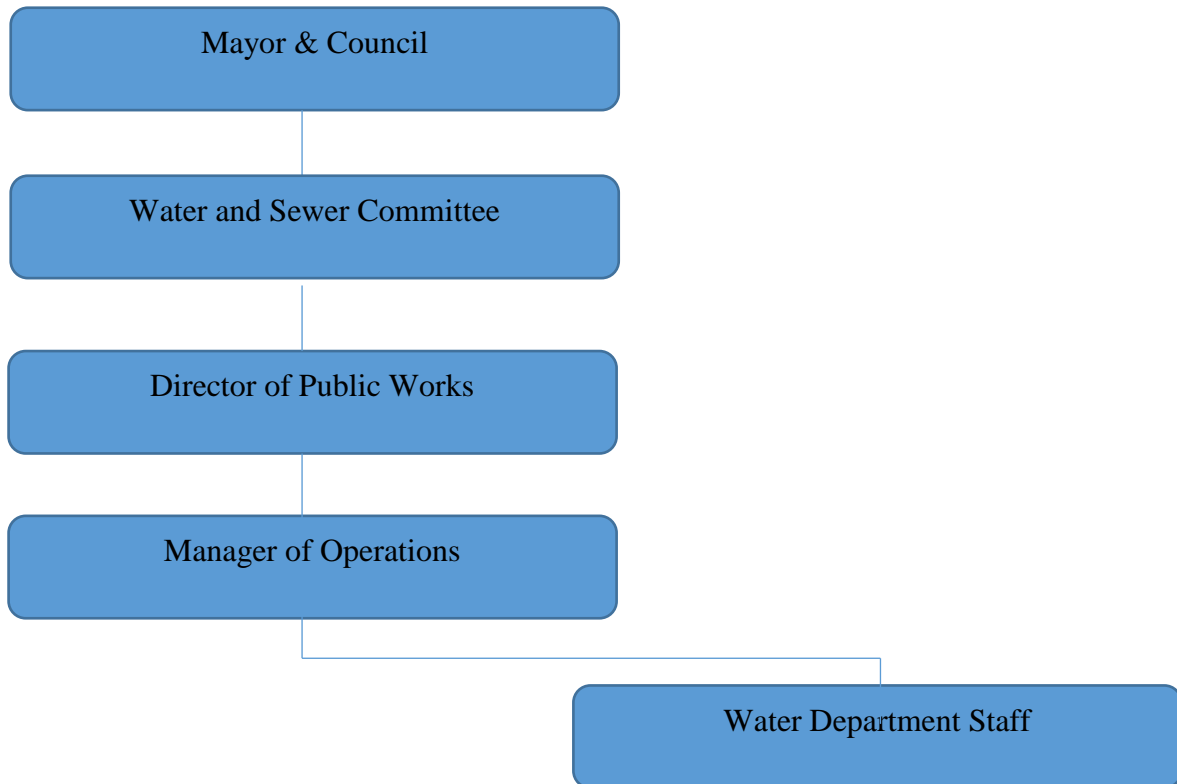 Mayor & Council
Water and Sewer Committee
Director of Public Works
Manager of Operations
Water Department Staff